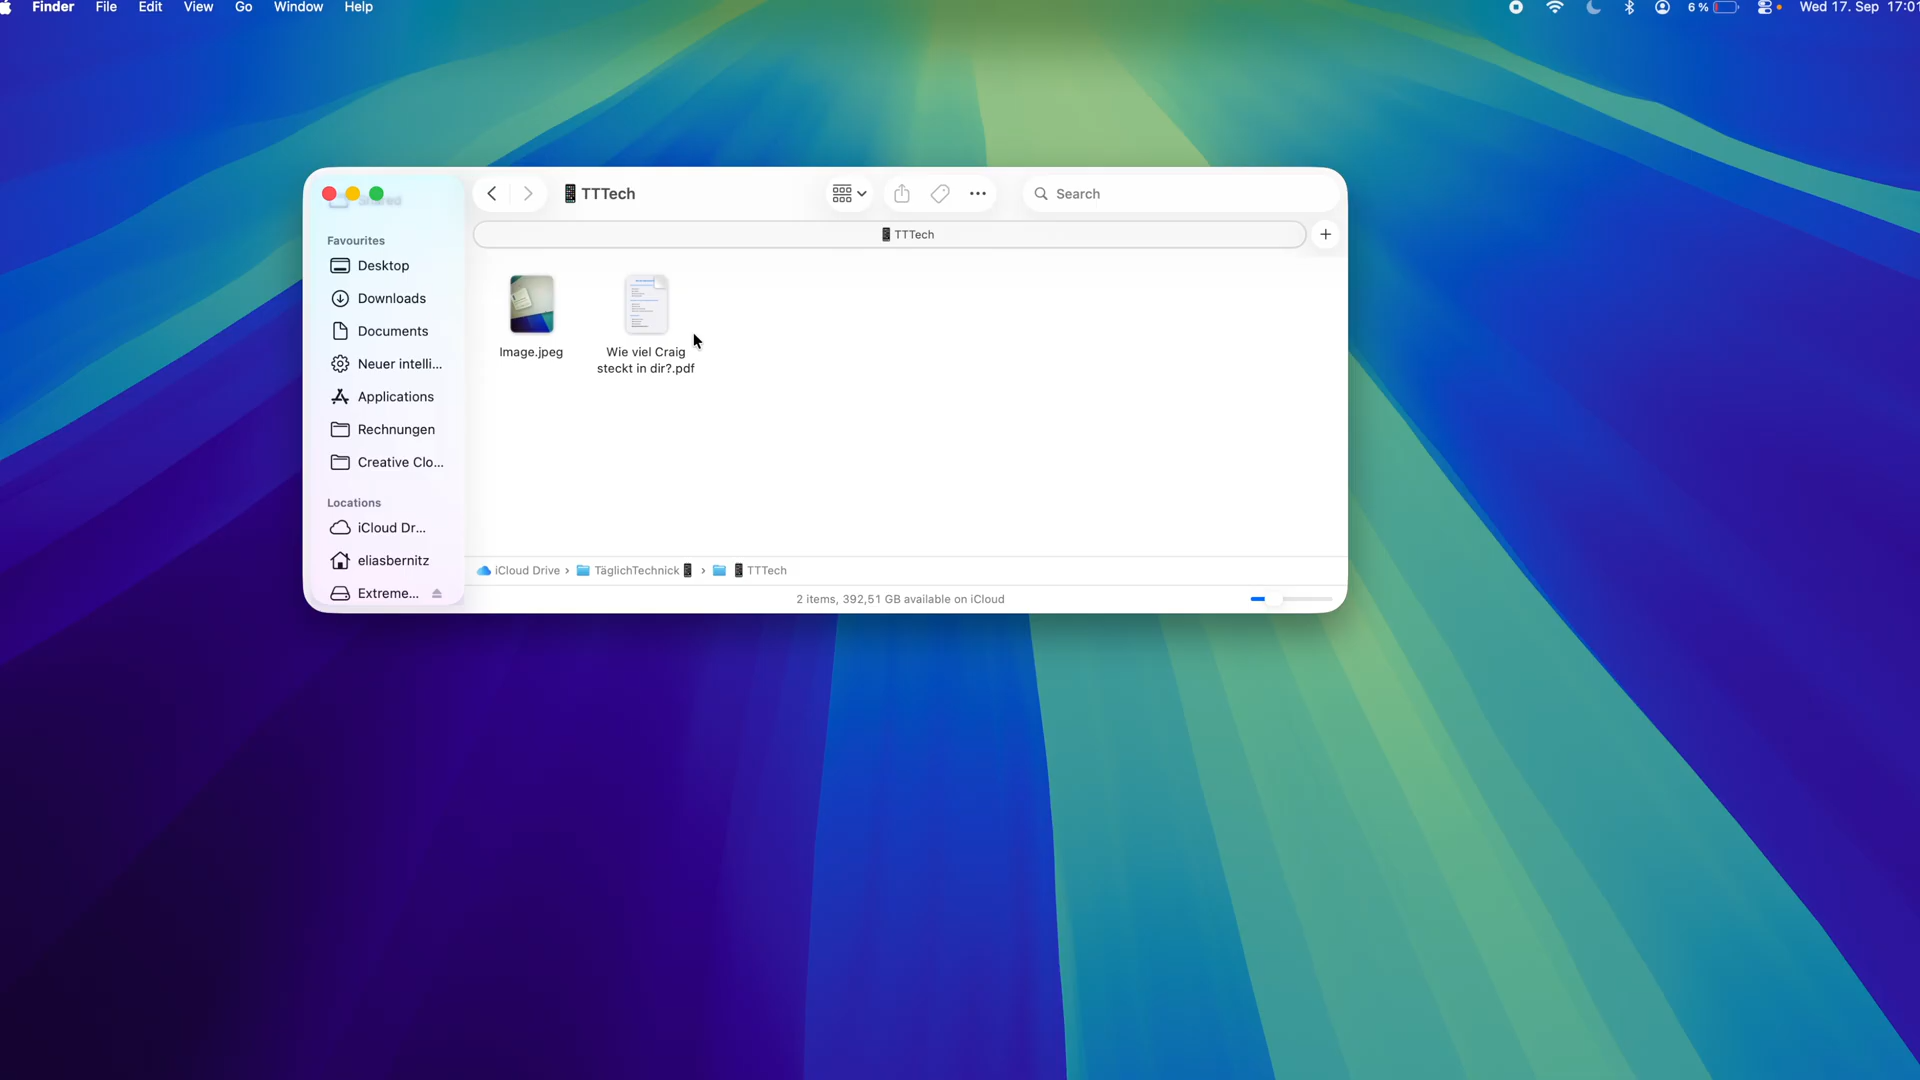 Finder File Edit View Go Window Help
6 % Wed 17. Sep 17:01
TTTech
Search
TTTech
Favourites
Desktop
Downloads
Documents
Neuer intelli...
Applications
Rechnungen
Creative Clo...
Locations
iCloud Dr...
eliasbernitz
Extreme...
Image.jpeg
Wie viel Craig
steckt in dir?.pdf
iCloud Drive › TäglichTechnick › TTTech
2 items, 392,51 GB available on iCloud